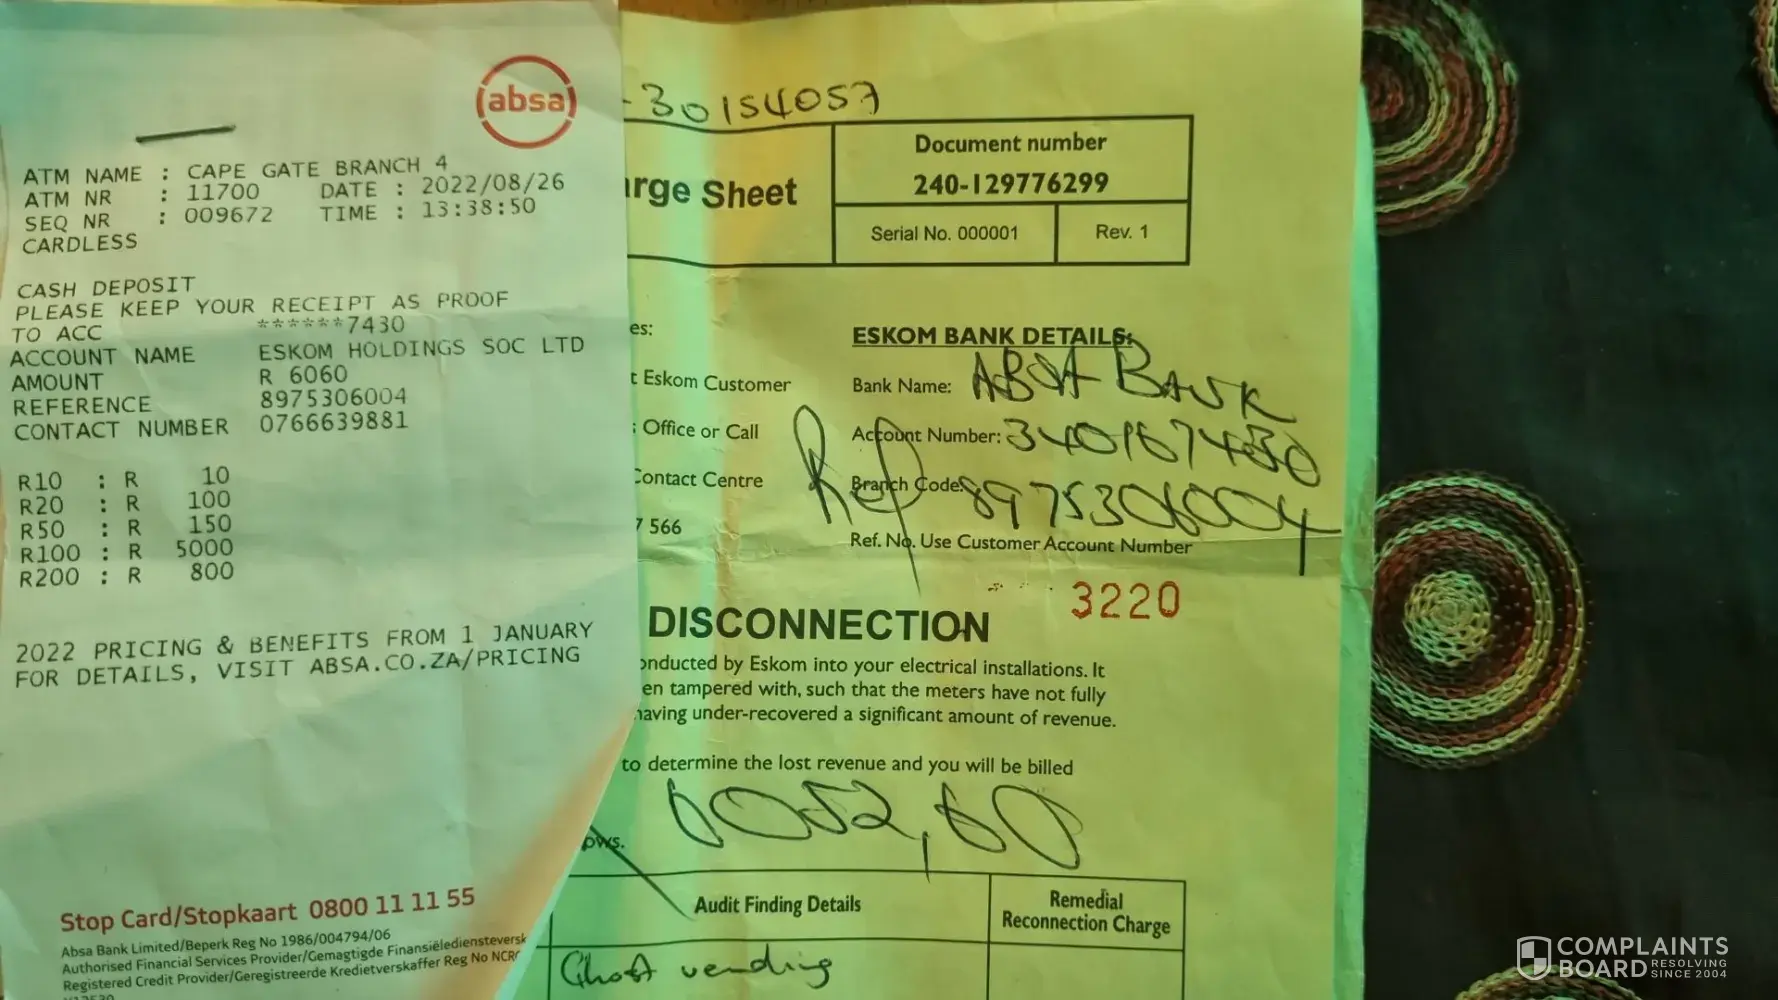 absa
ATM NAME : CAPE GATE BRANCH 4
ATM NR : 11700 DATE : 2022/08/26
SEQ NR : 009672 TIME : 13:38:50
CARDLESS
CASH DEPOSIT
PLEASE KEEP YOUR RECEIPT AS PROOF
TO ACC ******7430
ACCOUNT NAME ESKOM HOLDINGS SOC LTD
AMOUNT R 6060
REFERENCE 8975306004
CONTACT NUMBER 0766639881
R10 : R 10
R20 : R 100
R50 : R 150
R100 : R 5000
R200 : R 800
2022 PRICING & BENEFITS FROM 1 JANUARY
FOR DETAILS, VISIT ABSA.CO.ZA/PRICING
Stop Card/Stopkaart 0800 11 11 55
Absa Bank Limited/Beperk Reg No 1986/004794/06
Authorised Financial Services Provider/Gemagtigde Finansiëlediensteversk
Registered Credit Provider/Geregistreerde Kredietverskaffer Reg No NCR
-30154057
rge Sheet
Document number
240-129776299
Serial No. 000001
Rev. 1
es:
t Eskom Customer
; Office or Call
Contact Centre
7 566
ESKOM BANK DETAILS:
Bank Name: ABSA BANK
Account Number: 340167430
Branch Code:
Ref 8975306004
Ref. No. Use Customer Account Number
3220
DISCONNECTION
onducted by Eskom into your electrical installations. It
en tampered with, such that the meters have not fully
having under-recovered a significant amount of revenue.
to determine the lost revenue and you will be billed
ows.
Audit Finding Details
Remedial
Reconnection Charge
Ghost vending
COMPLAINTS
BOARD RESOLVING
SINCE 2004